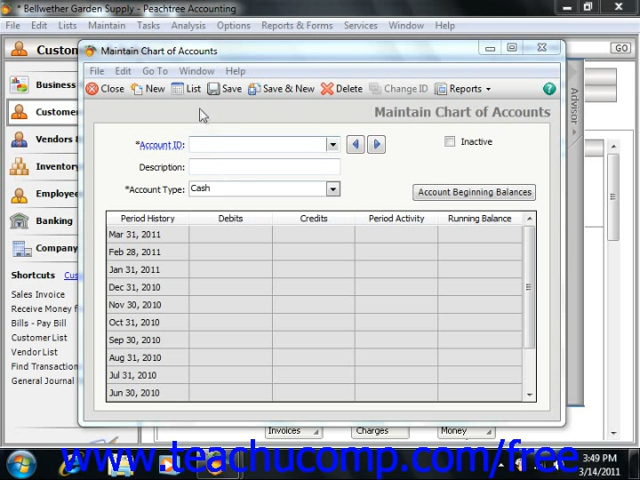 * Bellwether Garden Supply - Peachtree Accounting
File Edit Lists Maintain Tasks Analysis Options Reports & Forms Services Window Help
Custom
GO
Business
Custome
Vendors &
Inventory
Employee
Banking
Company
Shortcuts Cus
Sales Invoice
Receive Money f
Bills - Pay Bill
Customer List
Vendor List
Find Transaction
General Journal
Maintain Chart of Accounts
File Edit Go To Window Help
Close New List Save Save & New Delete Change ID Reports
Maintain Chart of Accounts
*Account ID:
Inactive
Description:
*Account Type: Cash
Account Beginning Balances
Period History Debits Credits Period Activity Running Balance
Mar 31, 2011
Feb 28, 2011
Jan 31, 2011
Dec 31, 2010
Nov 30, 2010
Oct 31, 2010
Sep 30, 2010
Aug 31, 2010
Jul 31, 2010
Jun 30, 2010
Advisor
Invoices Charges Money
www.teachucomp.com/free
3:49 PM
3/14/2011